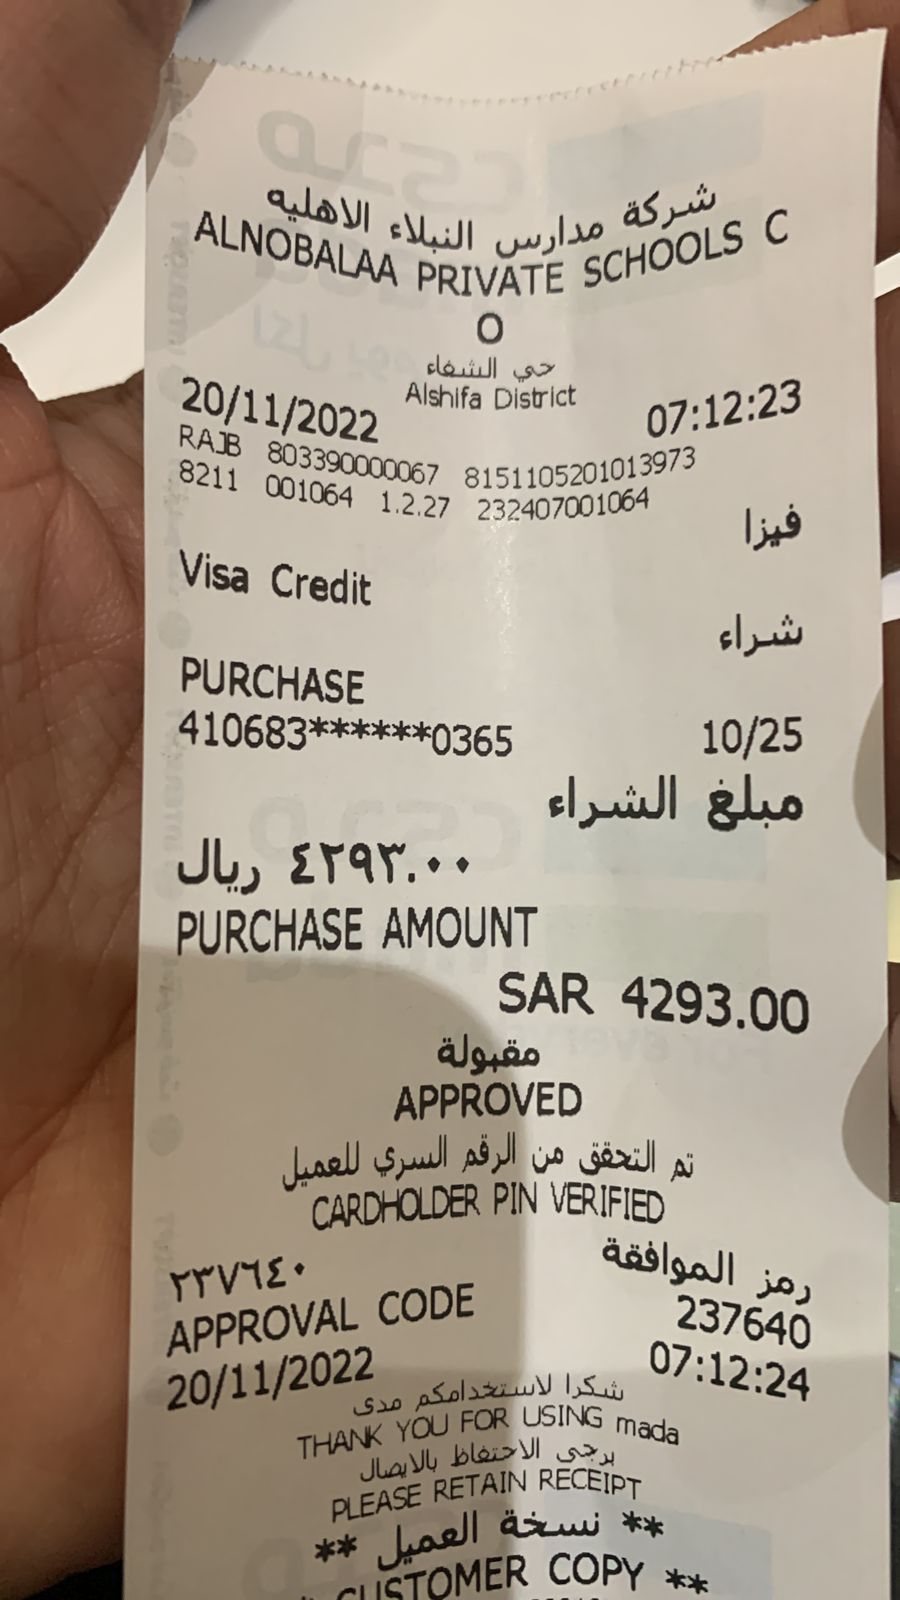 شركة مدارس النبلاء الاهليه
ALNOBALAA PRIVATE SCHOOLS C
O
حي الشفاء
Alshifa District
20/11/2022 07:12:23
RAJB 803390000067 8151105201013973
8211 001064 1.2.27 232407001064
فيزا
Visa Credit
شراء
PURCHASE
410683******0365 10/25
مبلغ الشراء
٤٢٩٣.٠٠ ريال
PURCHASE AMOUNT
SAR 4293.00
مقبولة
APPROVED
تم التحقق من الرقم السري للعميل
CARDHOLDER PIN VERIFIED
رمز الموافقة ٢٣٧٦٤٠
APPROVAL CODE 237640
20/11/2022 07:12:24
شكرا لاستخدامكم مدى
THANK YOU FOR USING mada
يرجى الاحتفاظ بالايصال
PLEASE RETAIN RECEIPT
** نسخة العميل **
CUSTOMER COPY **